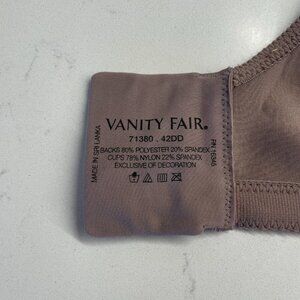 VANITY FAIR®
71380 . 42DD
BACKS 80% POLYESTER 20% SPANDEX
CUPS 78% NYLON 22% SPANDEX
EXCLUSIVE OF DECORATION
MADE IN SRI LANKA